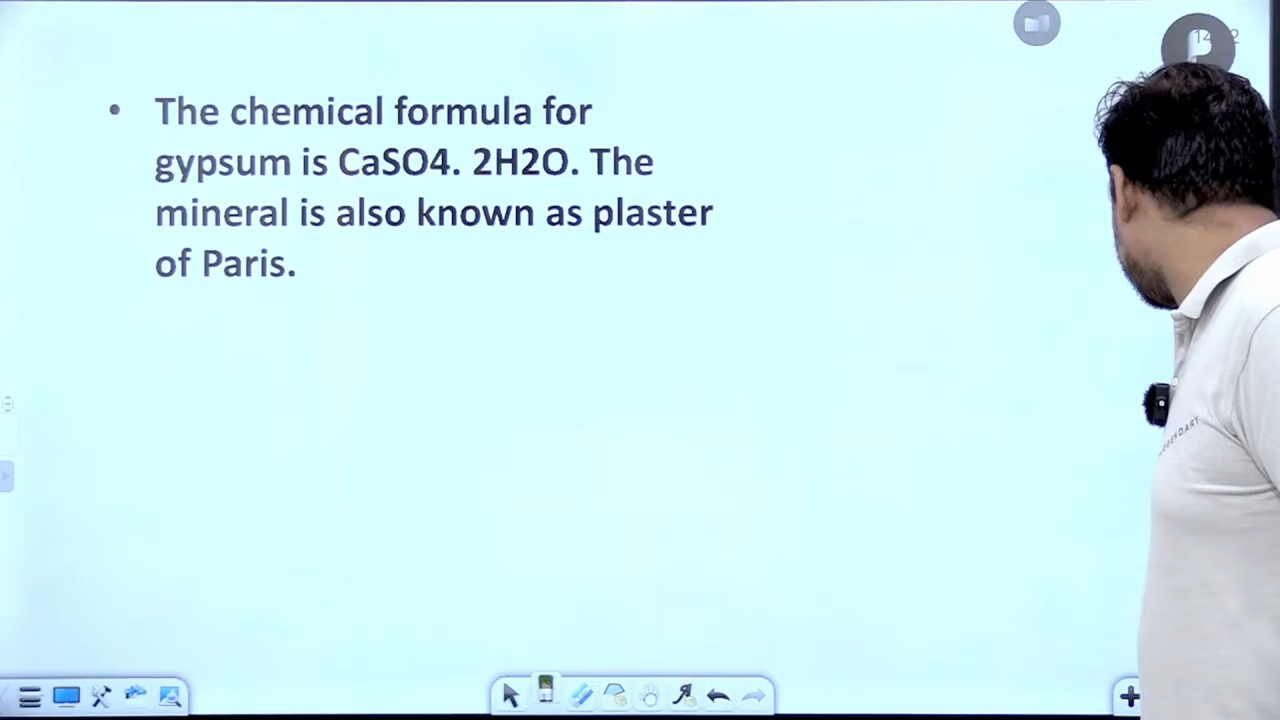 • The chemical formula for
gypsum is CaSO4. 2H2O. The
mineral is also known as plaster
of Paris.